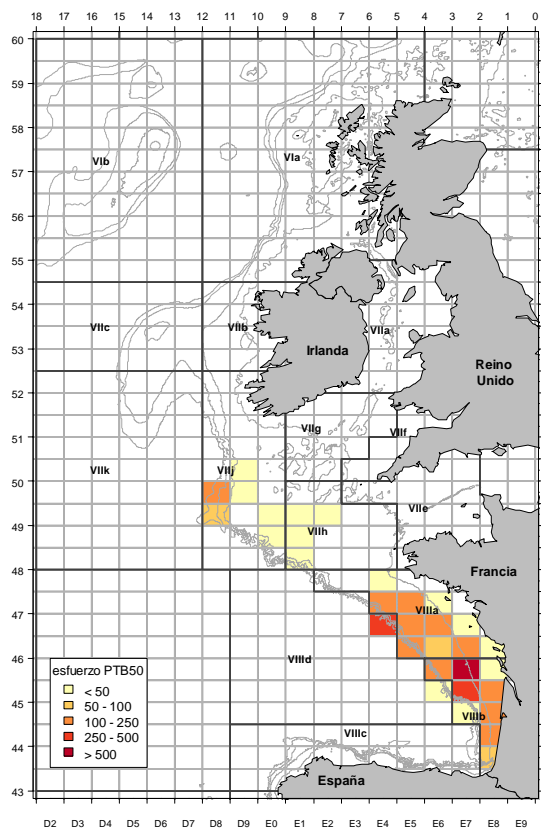 18 17 16 15 14 13 12 11 10 9 8 7 6 5 4 3 2 1 0
60
59
58
VIa
VIb
57
56
55
54
VIIc VIIb VIIa
53
Irlanda
Reino
Unido
52
VIIg VIIf
51
VIIk VIIj
50
VIIe
49
VIIh
48
Francia
47
VIIIa
46
VIIId
esfuerzo PTB50
< 50
50 - 100
100 - 250
250 - 500
> 500
45
VIIIb
VIIIc
44
España
43
D2 D3 D4 D5 D6 D7 D8 D9 E0 E1 E2 E3 E4 E5 E6 E7 E8 E9